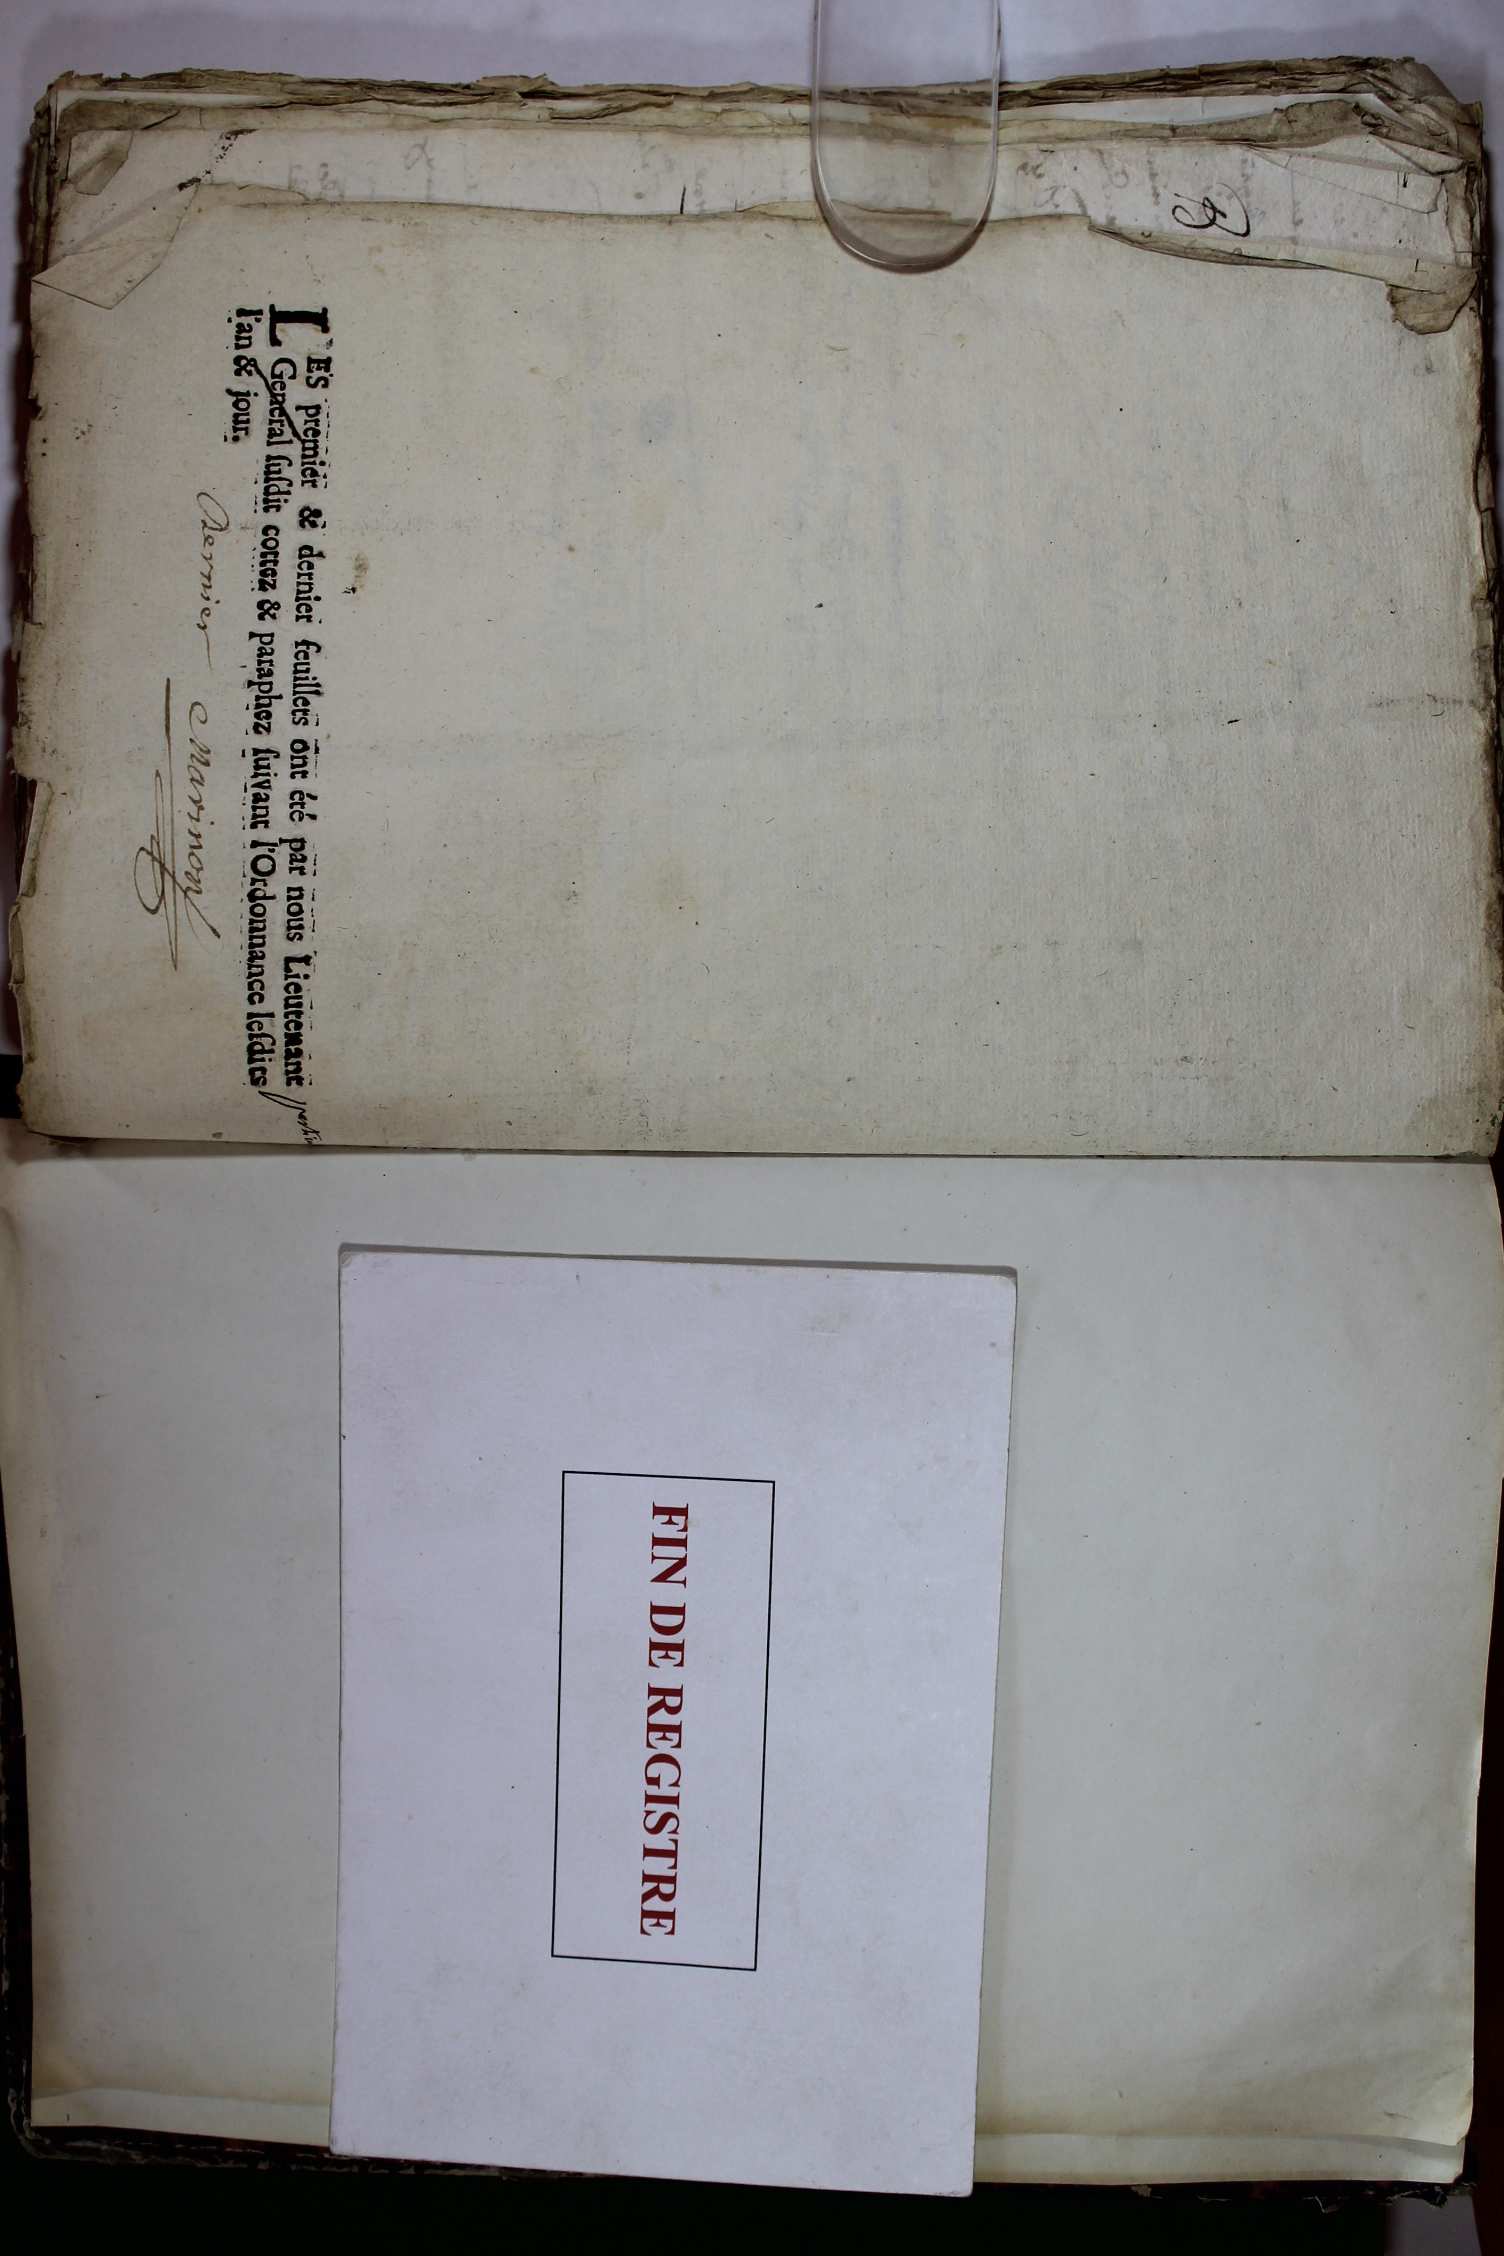 LES premier & dernier feuillets ont été par nous Lieutenant
General susdit cottez & paraphez suivant l'Ordonnance lesdits
l'an & jour.
dernier
FIN DE REGISTRE